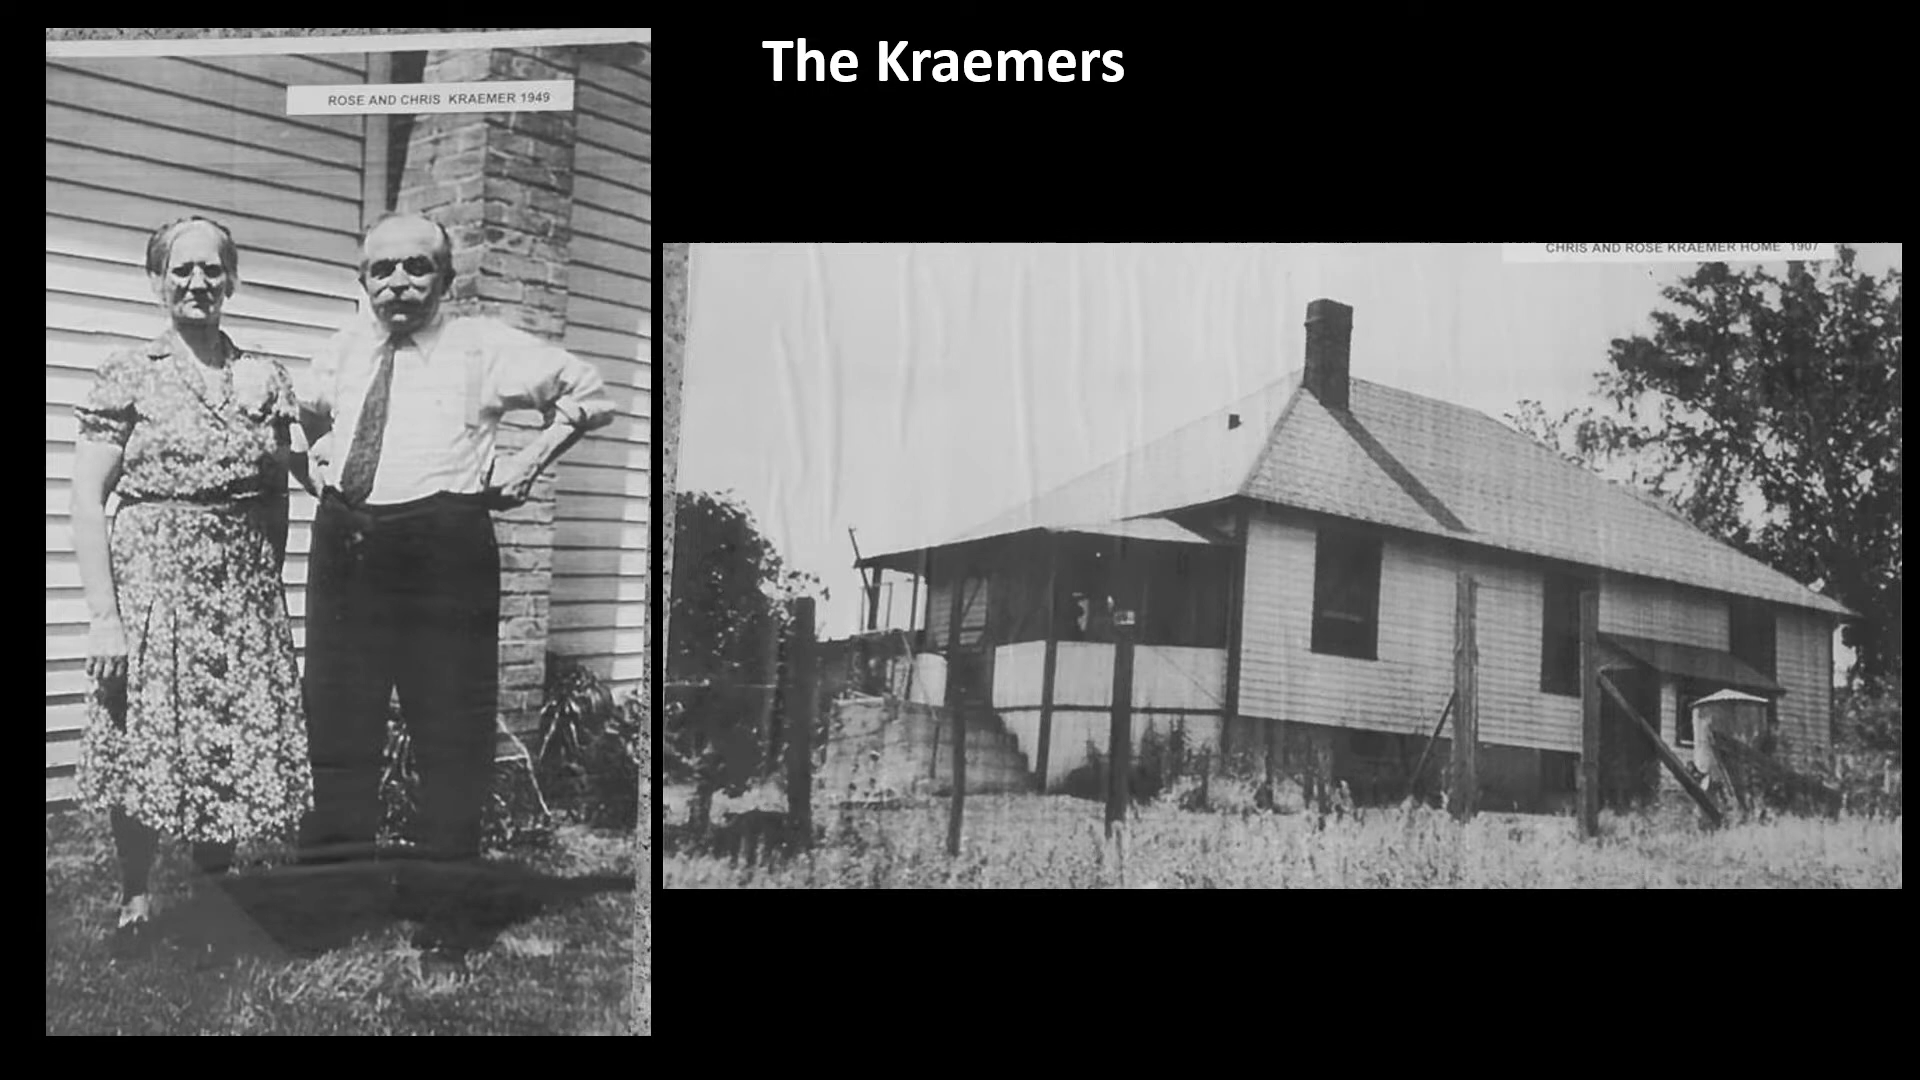 The Kraemers
ROSE AND CHRIS KRAEMER 1949
CHRIS AND ROSE KRAEMER HOME 1907